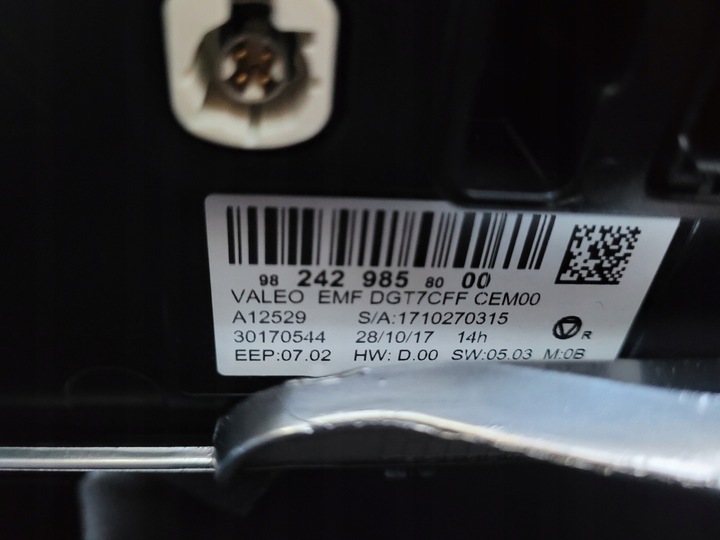 98 242 985 80 00
VALEO EMF DGT7CFF CEM00
A12529 S/A:1710270315
30170544 28/10/17 14h R
EEP:07.02 HW: D.00 SW:05.03 M:0B